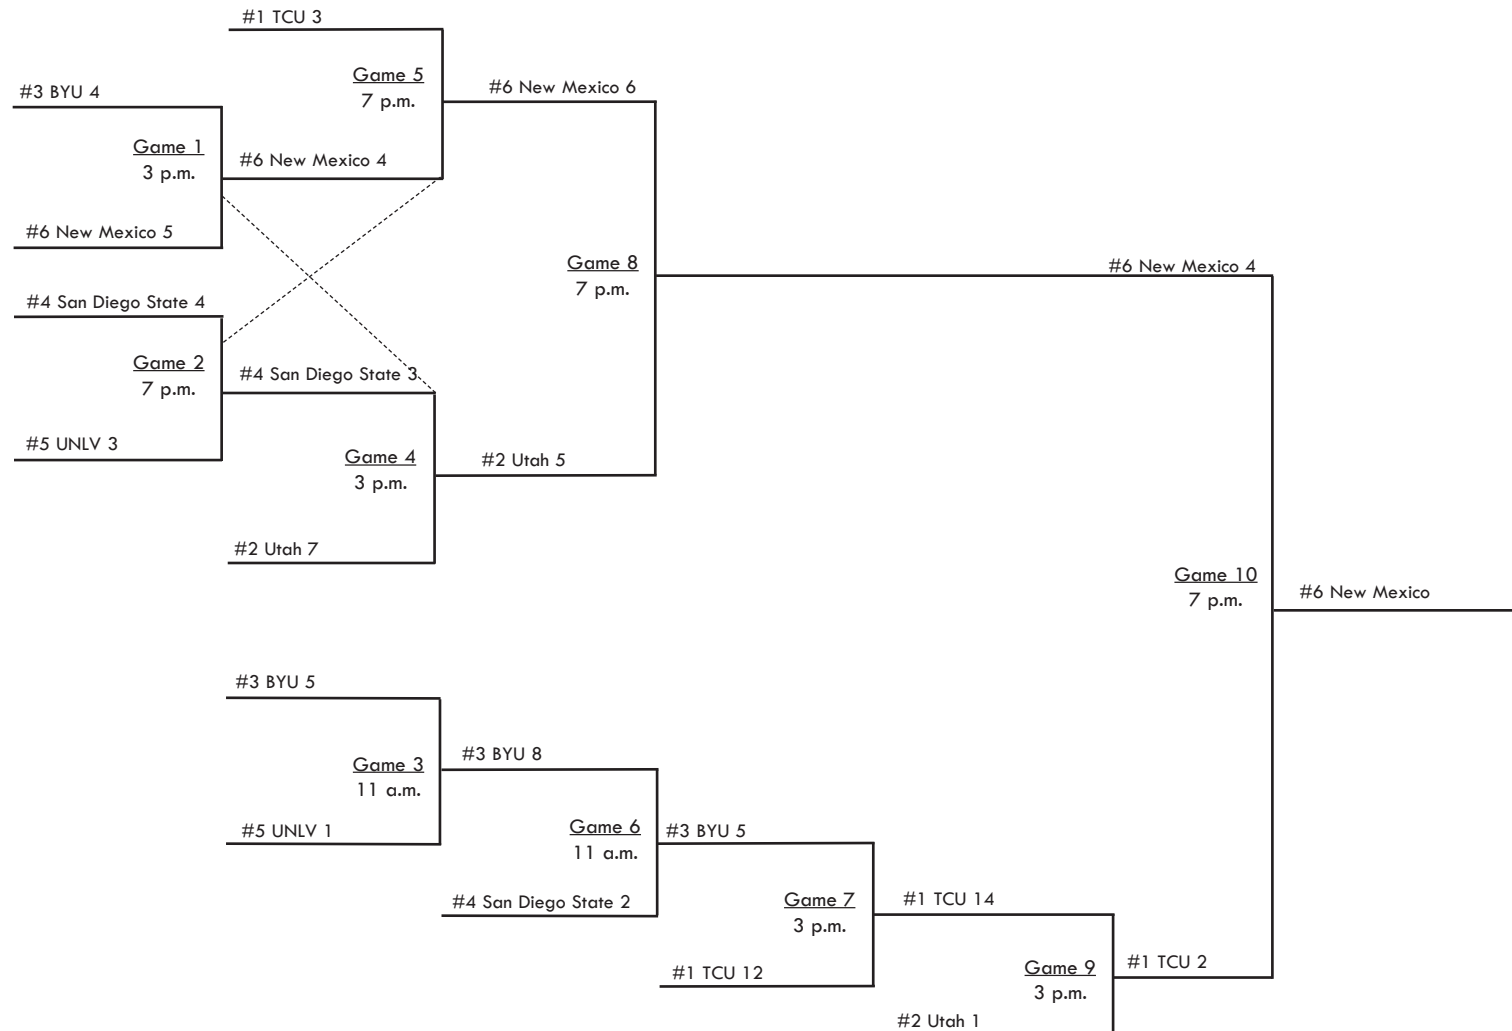 #1 TCU 3
Game 5
7 p.m.
#6 New Mexico 6
#3 BYU 4
Game 1
3 p.m.
#6 New Mexico 4
#6 New Mexico 5
Game 8
7 p.m.
#6 New Mexico 4
#4 San Diego State 4
Game 2
7 p.m.
#4 San Diego State 3
#5 UNLV 3
Game 4
3 p.m.
#2 Utah 5
#2 Utah 7
Game 10
7 p.m.
#6 New Mexico
#3 BYU 5
Game 3
11 a.m.
#3 BYU 8
#5 UNLV 1
Game 6
11 a.m.
#3 BYU 5
#4 San Diego State 2
Game 7
3 p.m.
#1 TCU 14
#1 TCU 12
Game 9
3 p.m.
#1 TCU 2
#2 Utah 1